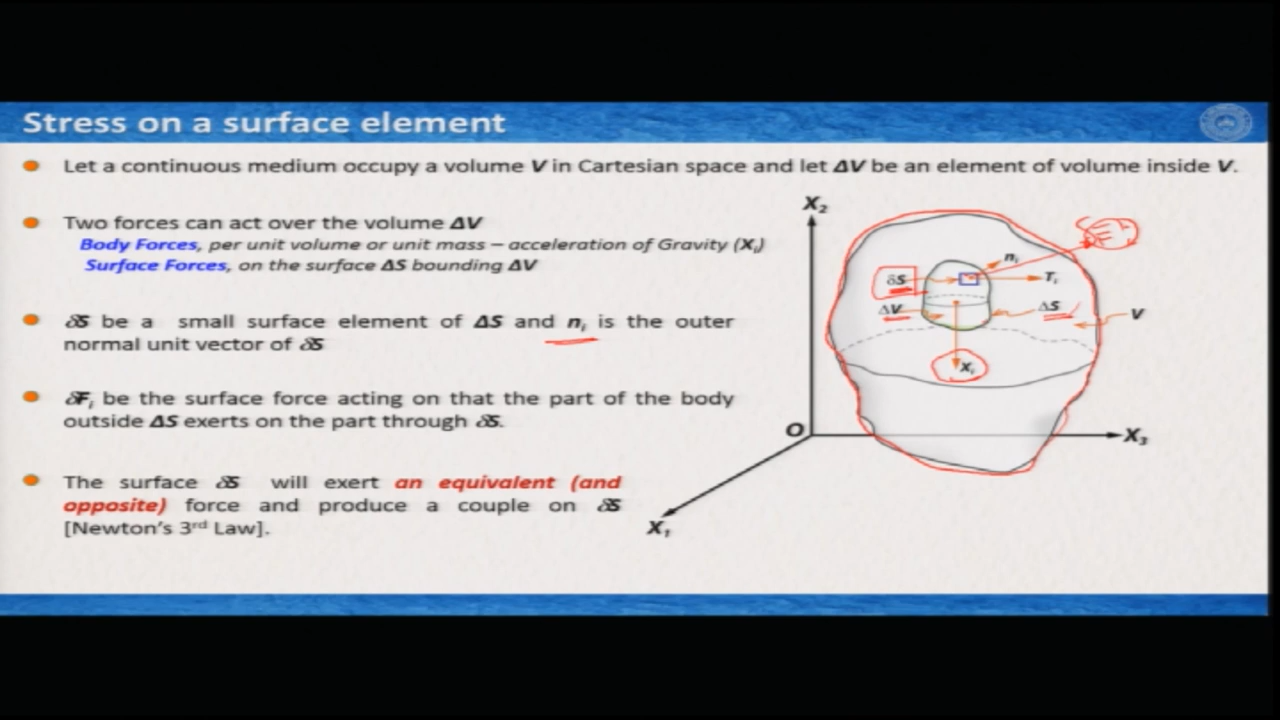 Stress on a surface element
Let a continuous medium occupy a volume V in Cartesian space and let ΔV be an element of volume inside V.
Two forces can act over the volume ΔV
Body Forces, per unit volume or unit mass – acceleration of Gravity (Xᵢ)
Surface Forces, on the surface ΔS bounding ΔV
δS be a small surface element of ΔS and nᵢ is the outer
normal unit vector of δS
δFᵢ be the surface force acting on that the part of the body
outside ΔS exerts on the part through δS.
The surface δS will exert an equivalent (and
opposite) force and produce a couple on δS
[Newton's 3rd Law].
X₂
nᵢ
δS
Tᵢ
ΔV
ΔS
V
Xᵢ
O
X₃
X₁